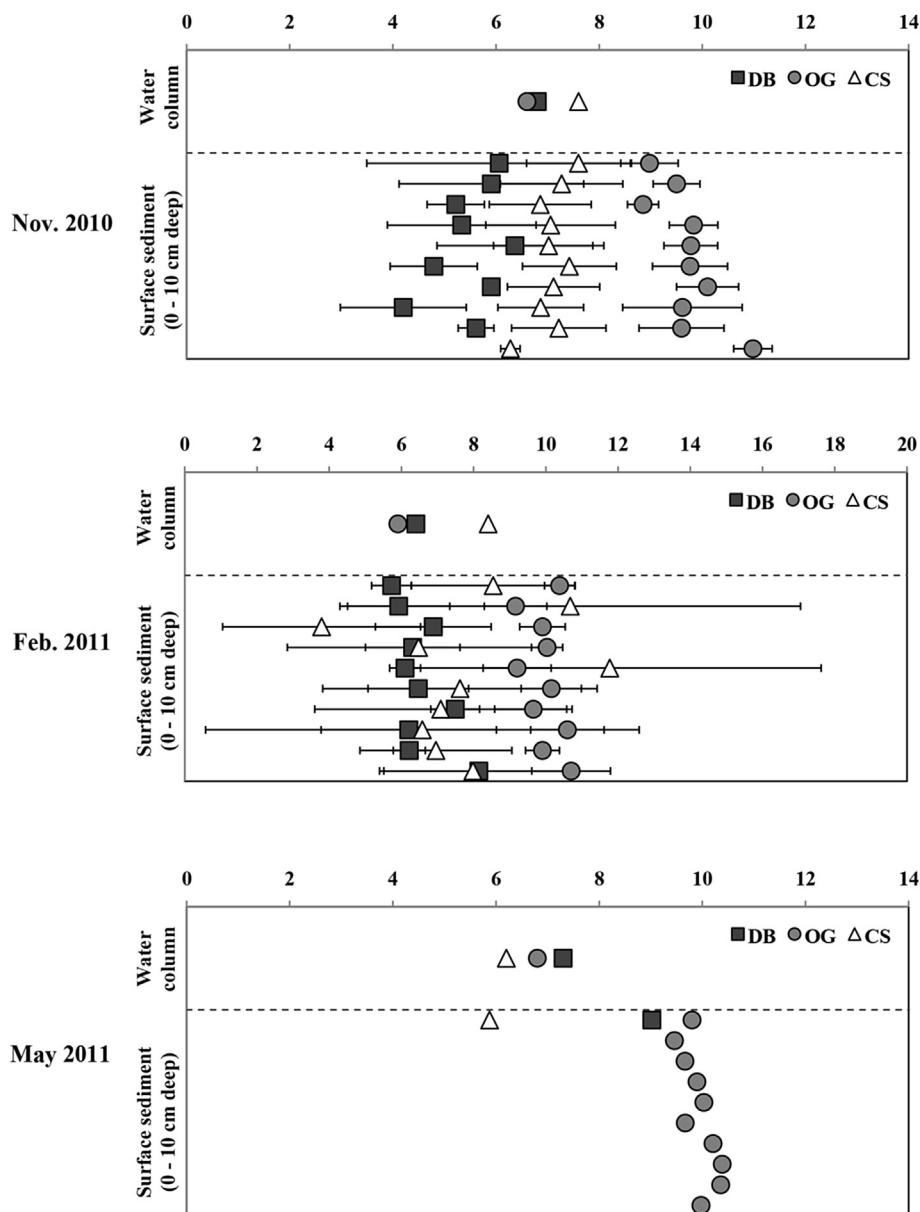 0 2 4 6 8 10 12 14
DB OG CS
Water
column
Nov. 2010
Surface sediment
(0 - 10 cm deep)
0 2 4 6 8 10 12 14 16 18 20
DB OG CS
Water
column
Feb. 2011
Surface sediment
(0 - 10 cm deep)
0 2 4 6 8 10 12 14
DB OG CS
Water
column
May 2011
Surface sediment
(0 - 10 cm deep)